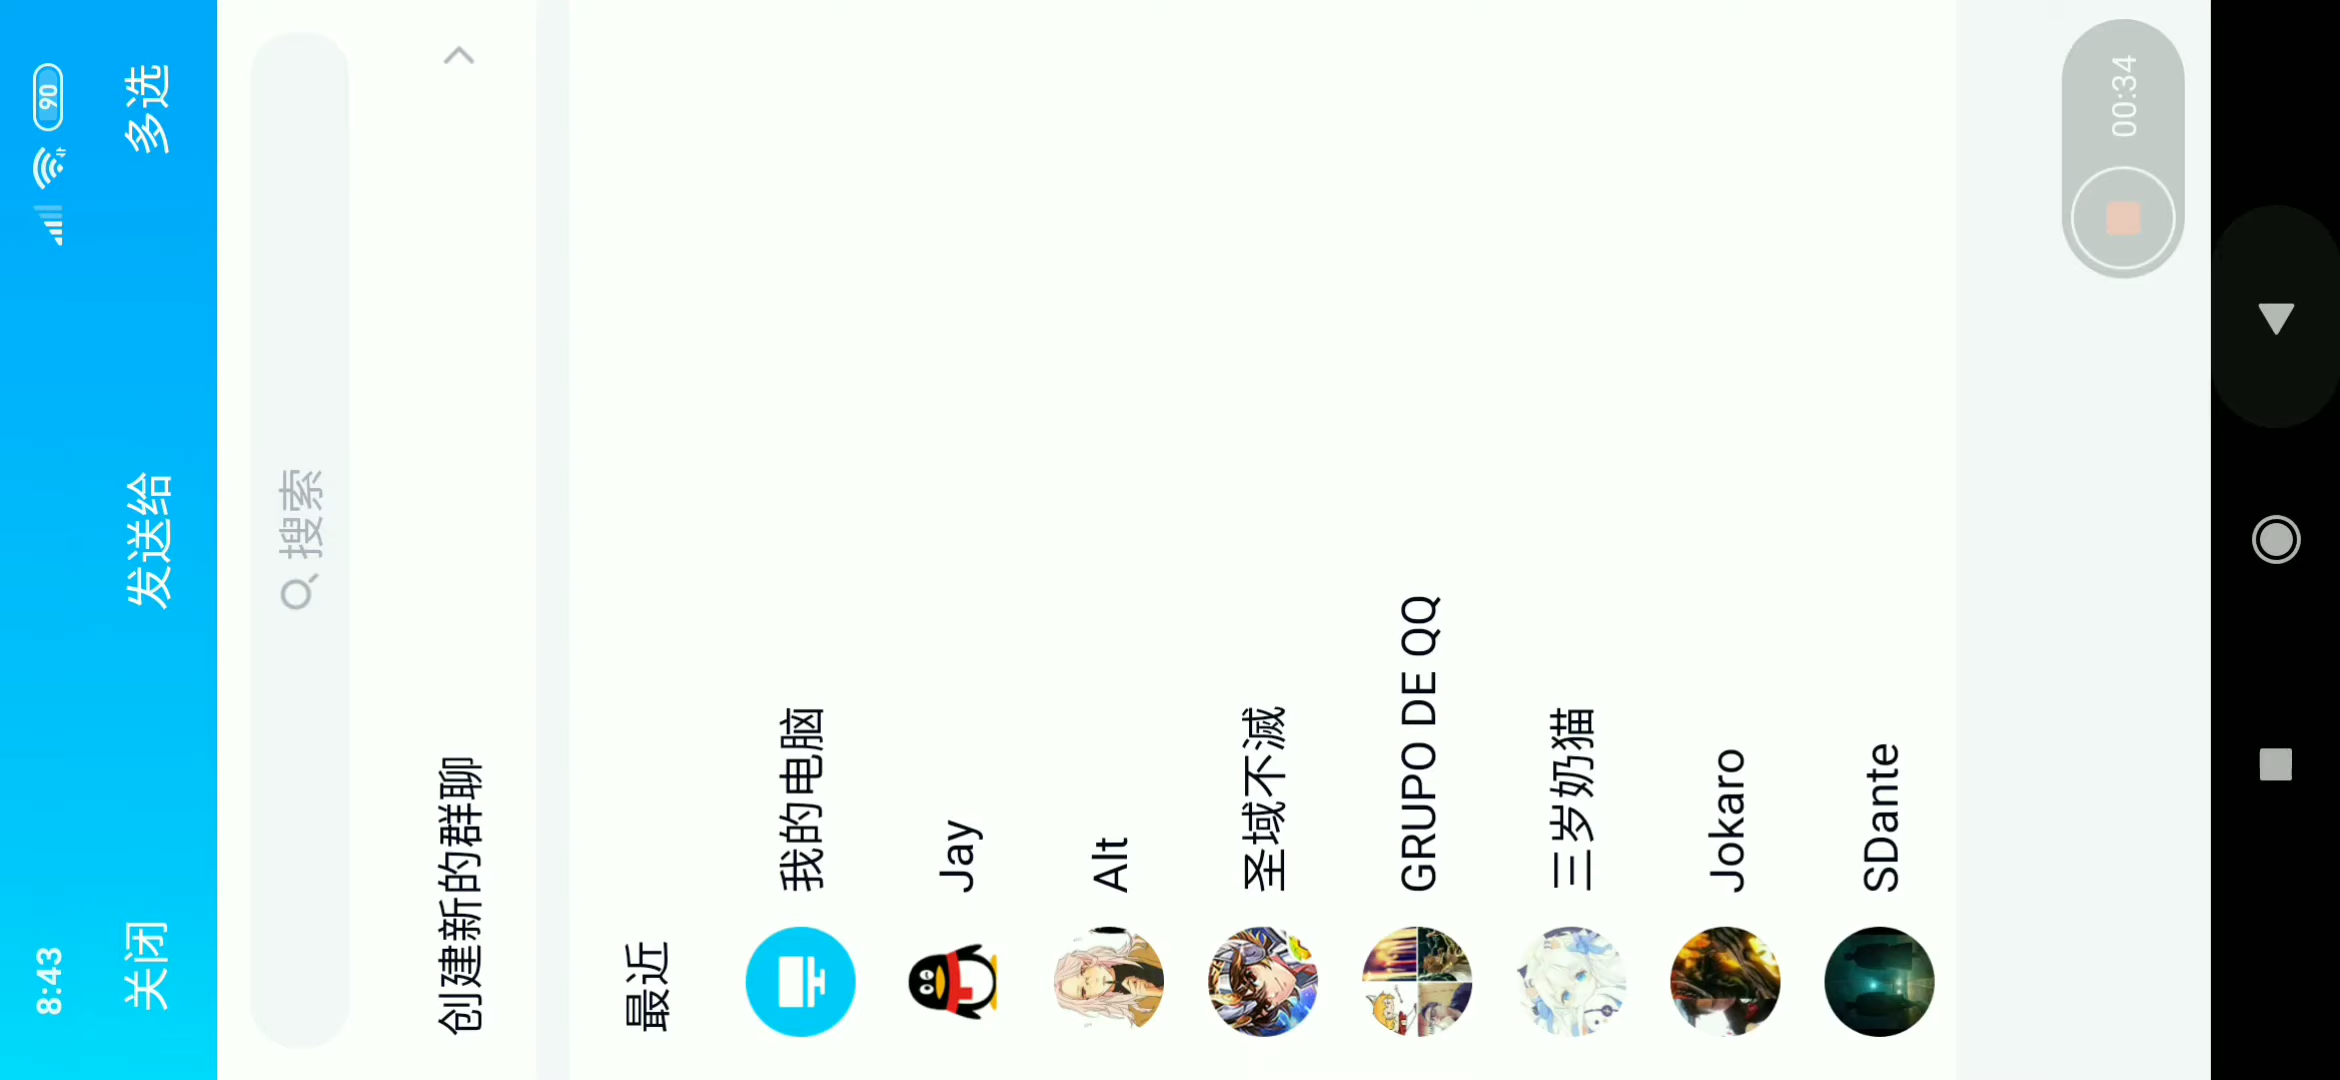 8:43
90
关闭
发送给
多选
搜索
创建新的群聊
最近
我的电脑
Jay
Alt
圣域不滅
GRUPO DE QQ
三岁奶猫
Jokaro
SDante
00:34